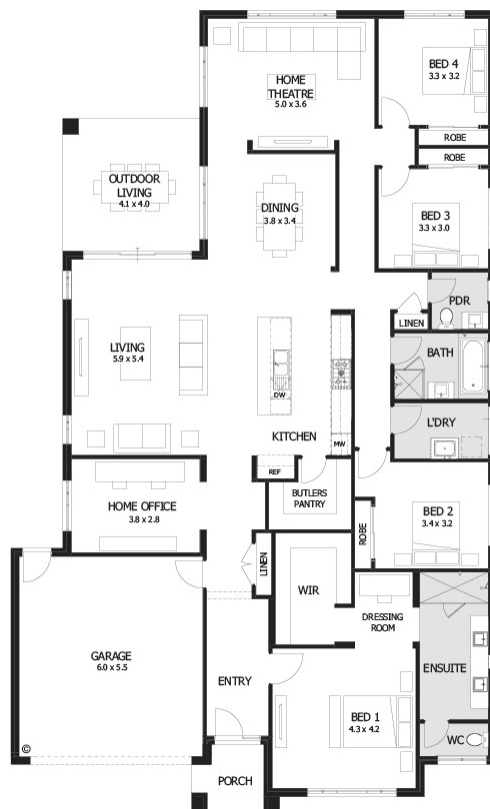 BED 4
3.3 x 3.2
HOME
THEATRE
5.0 x 3.6
ROBE
ROBE
OUTDOOR
LIVING
4.1 x 4.0
DINING
3.8 x 3.4
BED 3
3.3 x 3.0
PDR
LINEN
LIVING
5.9 x 5.4
BATH
DW
L'DRY
KITCHEN
MW
REF
BUTLERS
PANTRY
HOME OFFICE
3.8 x 2.8
BED 2
3.4 x 3.2
ROBE
LINEN
WIR
DRESSING
ROOM
GARAGE
6.0 x 5.5
ENTRY
ENSUITE
BED 1
4.3 x 4.2
WC
©
PORCH